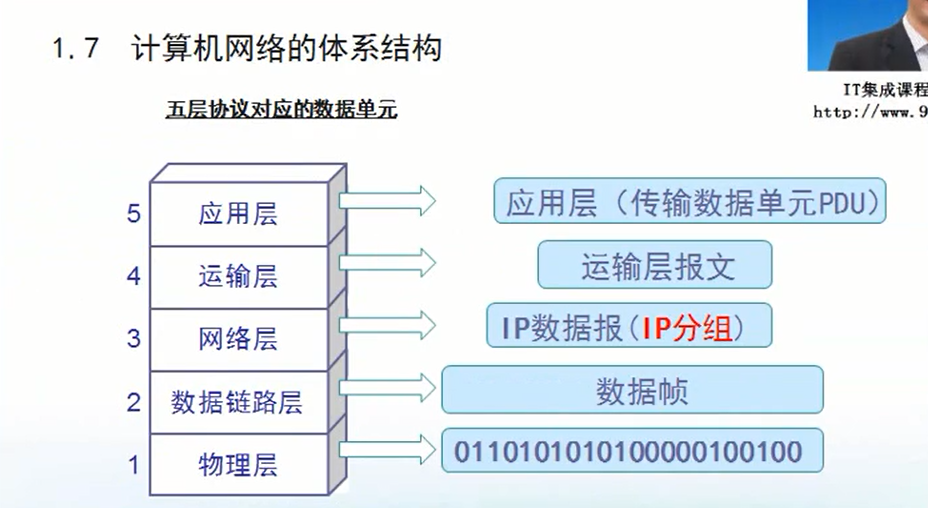 1.7 计算机网络的体系结构
IT集成课程
http://www.9
五层协议对应的数据单元
5 应用层 应用层（传输数据单元PDU）
4 运输层 运输层报文
3 网络层 IP数据报(IP分组)
2 数据链路层 数据帧
1 物理层 0110101010100000100100